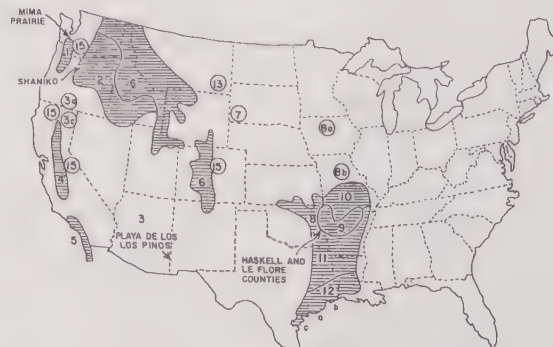 MIMA
PRAIRIE
1
15
SHANIKO
2
6
13
7
3a
15
3c
8a
4
15
15
6
8b
10
8
9
3
5
PLAYA DE LOS
LOS PINOS
HASKELL AND
LE FLORE
COUNTIES
11
12
a
b
c